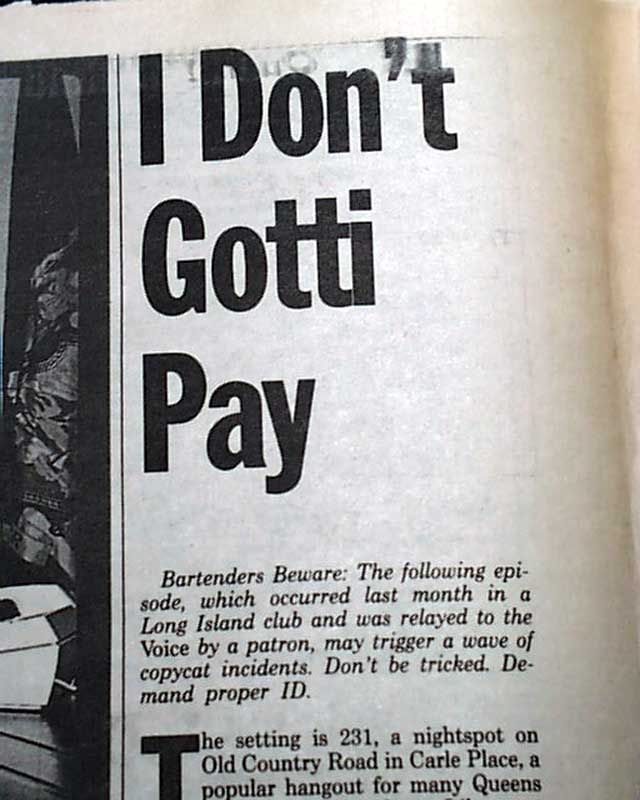 I Don't
Gotti
Pay
Bartenders Beware: The following epi-
sode, which occurred last month in a
Long Island club and was relayed to the
Voice by a patron, may trigger a wave of
copycat incidents. Don't be tricked. De-
mand proper ID.
The setting is 231, a nightspot on
Old Country Road in Carle Place, a
popular hangout for many Queens